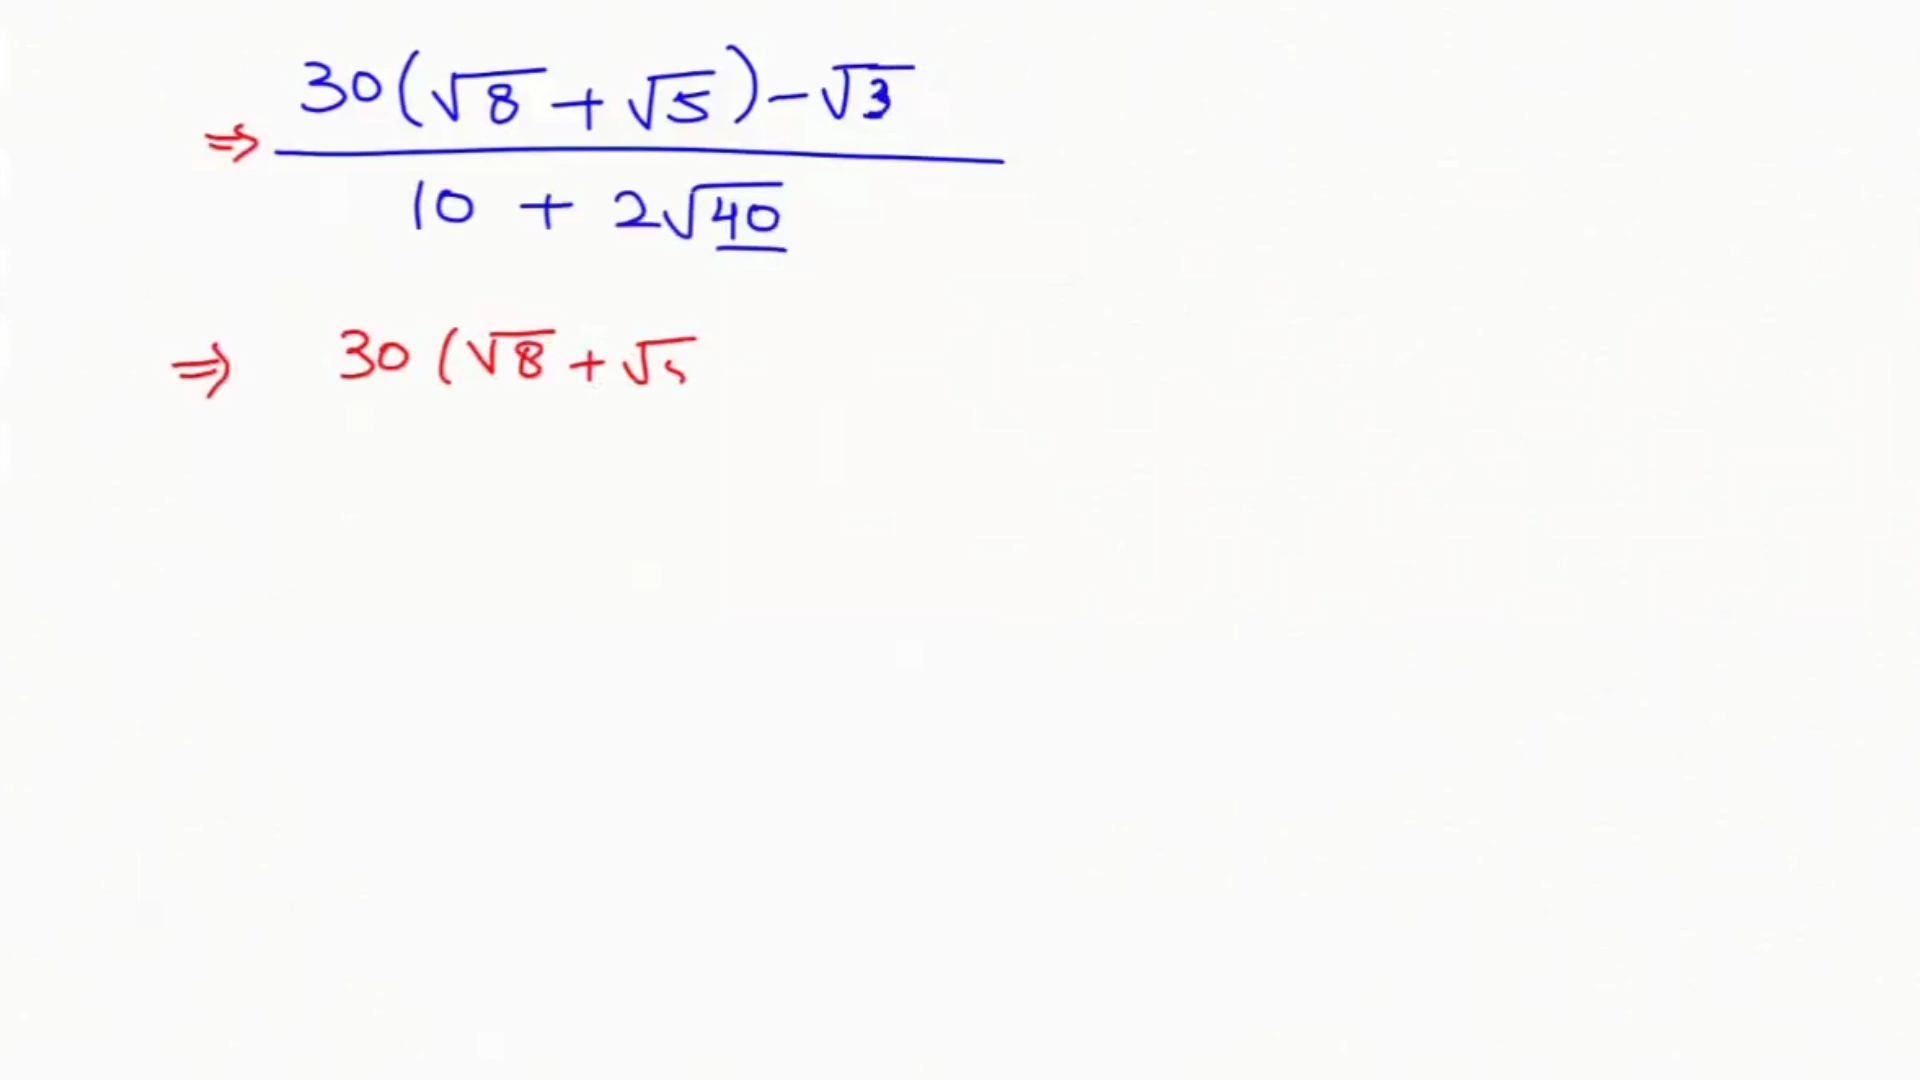 ⇒ 30(√8 + √5) - √3
10 + 2√40
⇒ 30 (√8 + √5